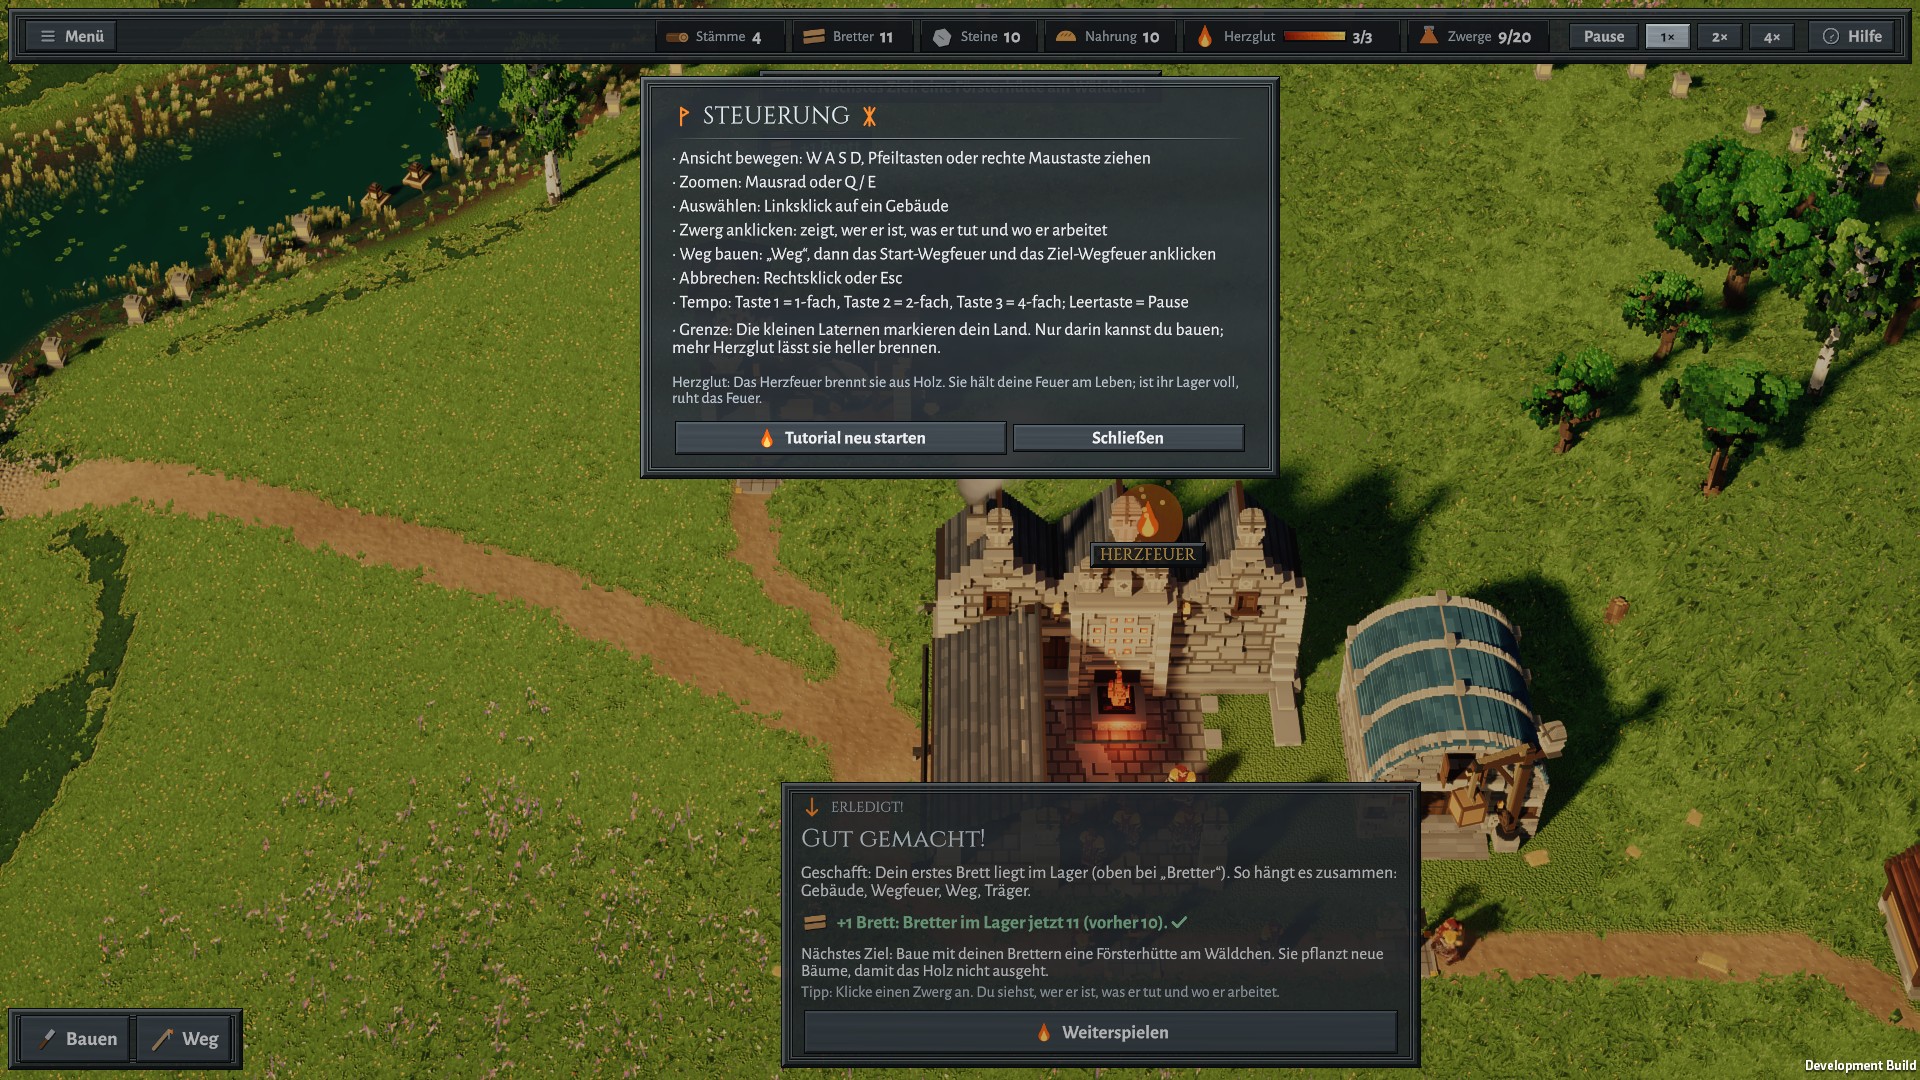 Menü
Stämme 4
Bretter 11
Steine 10
Nahrung 10
Herzglut 3/3
Zwerge 9/20
Pause
1×
2×
4×
Hilfe
Nächstes Ziel: eine Försterhütte am Wäldchen
STEUERUNG
· Ansicht bewegen: W A S D, Pfeiltasten oder rechte Maustaste ziehen
· Zoomen: Mausrad oder Q / E
· Auswählen: Linksklick auf ein Gebäude
· Zwerg anklicken: zeigt, wer er ist, was er tut und wo er arbeitet
· Weg bauen: „Weg“, dann das Start-Wegfeuer und das Ziel-Wegfeuer anklicken
· Abbrechen: Rechtsklick oder Esc
· Tempo: Taste 1 = 1-fach, Taste 2 = 2-fach, Taste 3 = 4-fach; Leertaste = Pause
· Grenze: Die kleinen Laternen markieren dein Land. Nur darin kannst du bauen;
mehr Herzglut lässt sie heller brennen.
Herzglut: Das Herzfeuer brennt sie aus Holz. Sie hält deine Feuer am Leben; ist ihr Lager voll,
ruht das Feuer.
Tutorial neu starten
Schließen
HERZFEUER
ERLEDIGT!
GUT GEMACHT!
Geschafft: Dein erstes Brett liegt im Lager (oben bei „Bretter“). So hängt es zusammen:
Gebäude, Wegfeuer, Weg, Träger.
+1 Brett: Bretter im Lager jetzt 11 (vorher 10).
Nächstes Ziel: Baue mit deinen Brettern eine Försterhütte am Wäldchen. Sie pflanzt neue
Bäume, damit das Holz nicht ausgeht.
Tipp: Klicke einen Zwerg an. Du siehst, wer er ist, was er tut und wo er arbeitet.
Weiterspielen
Bauen
Weg
Development Build